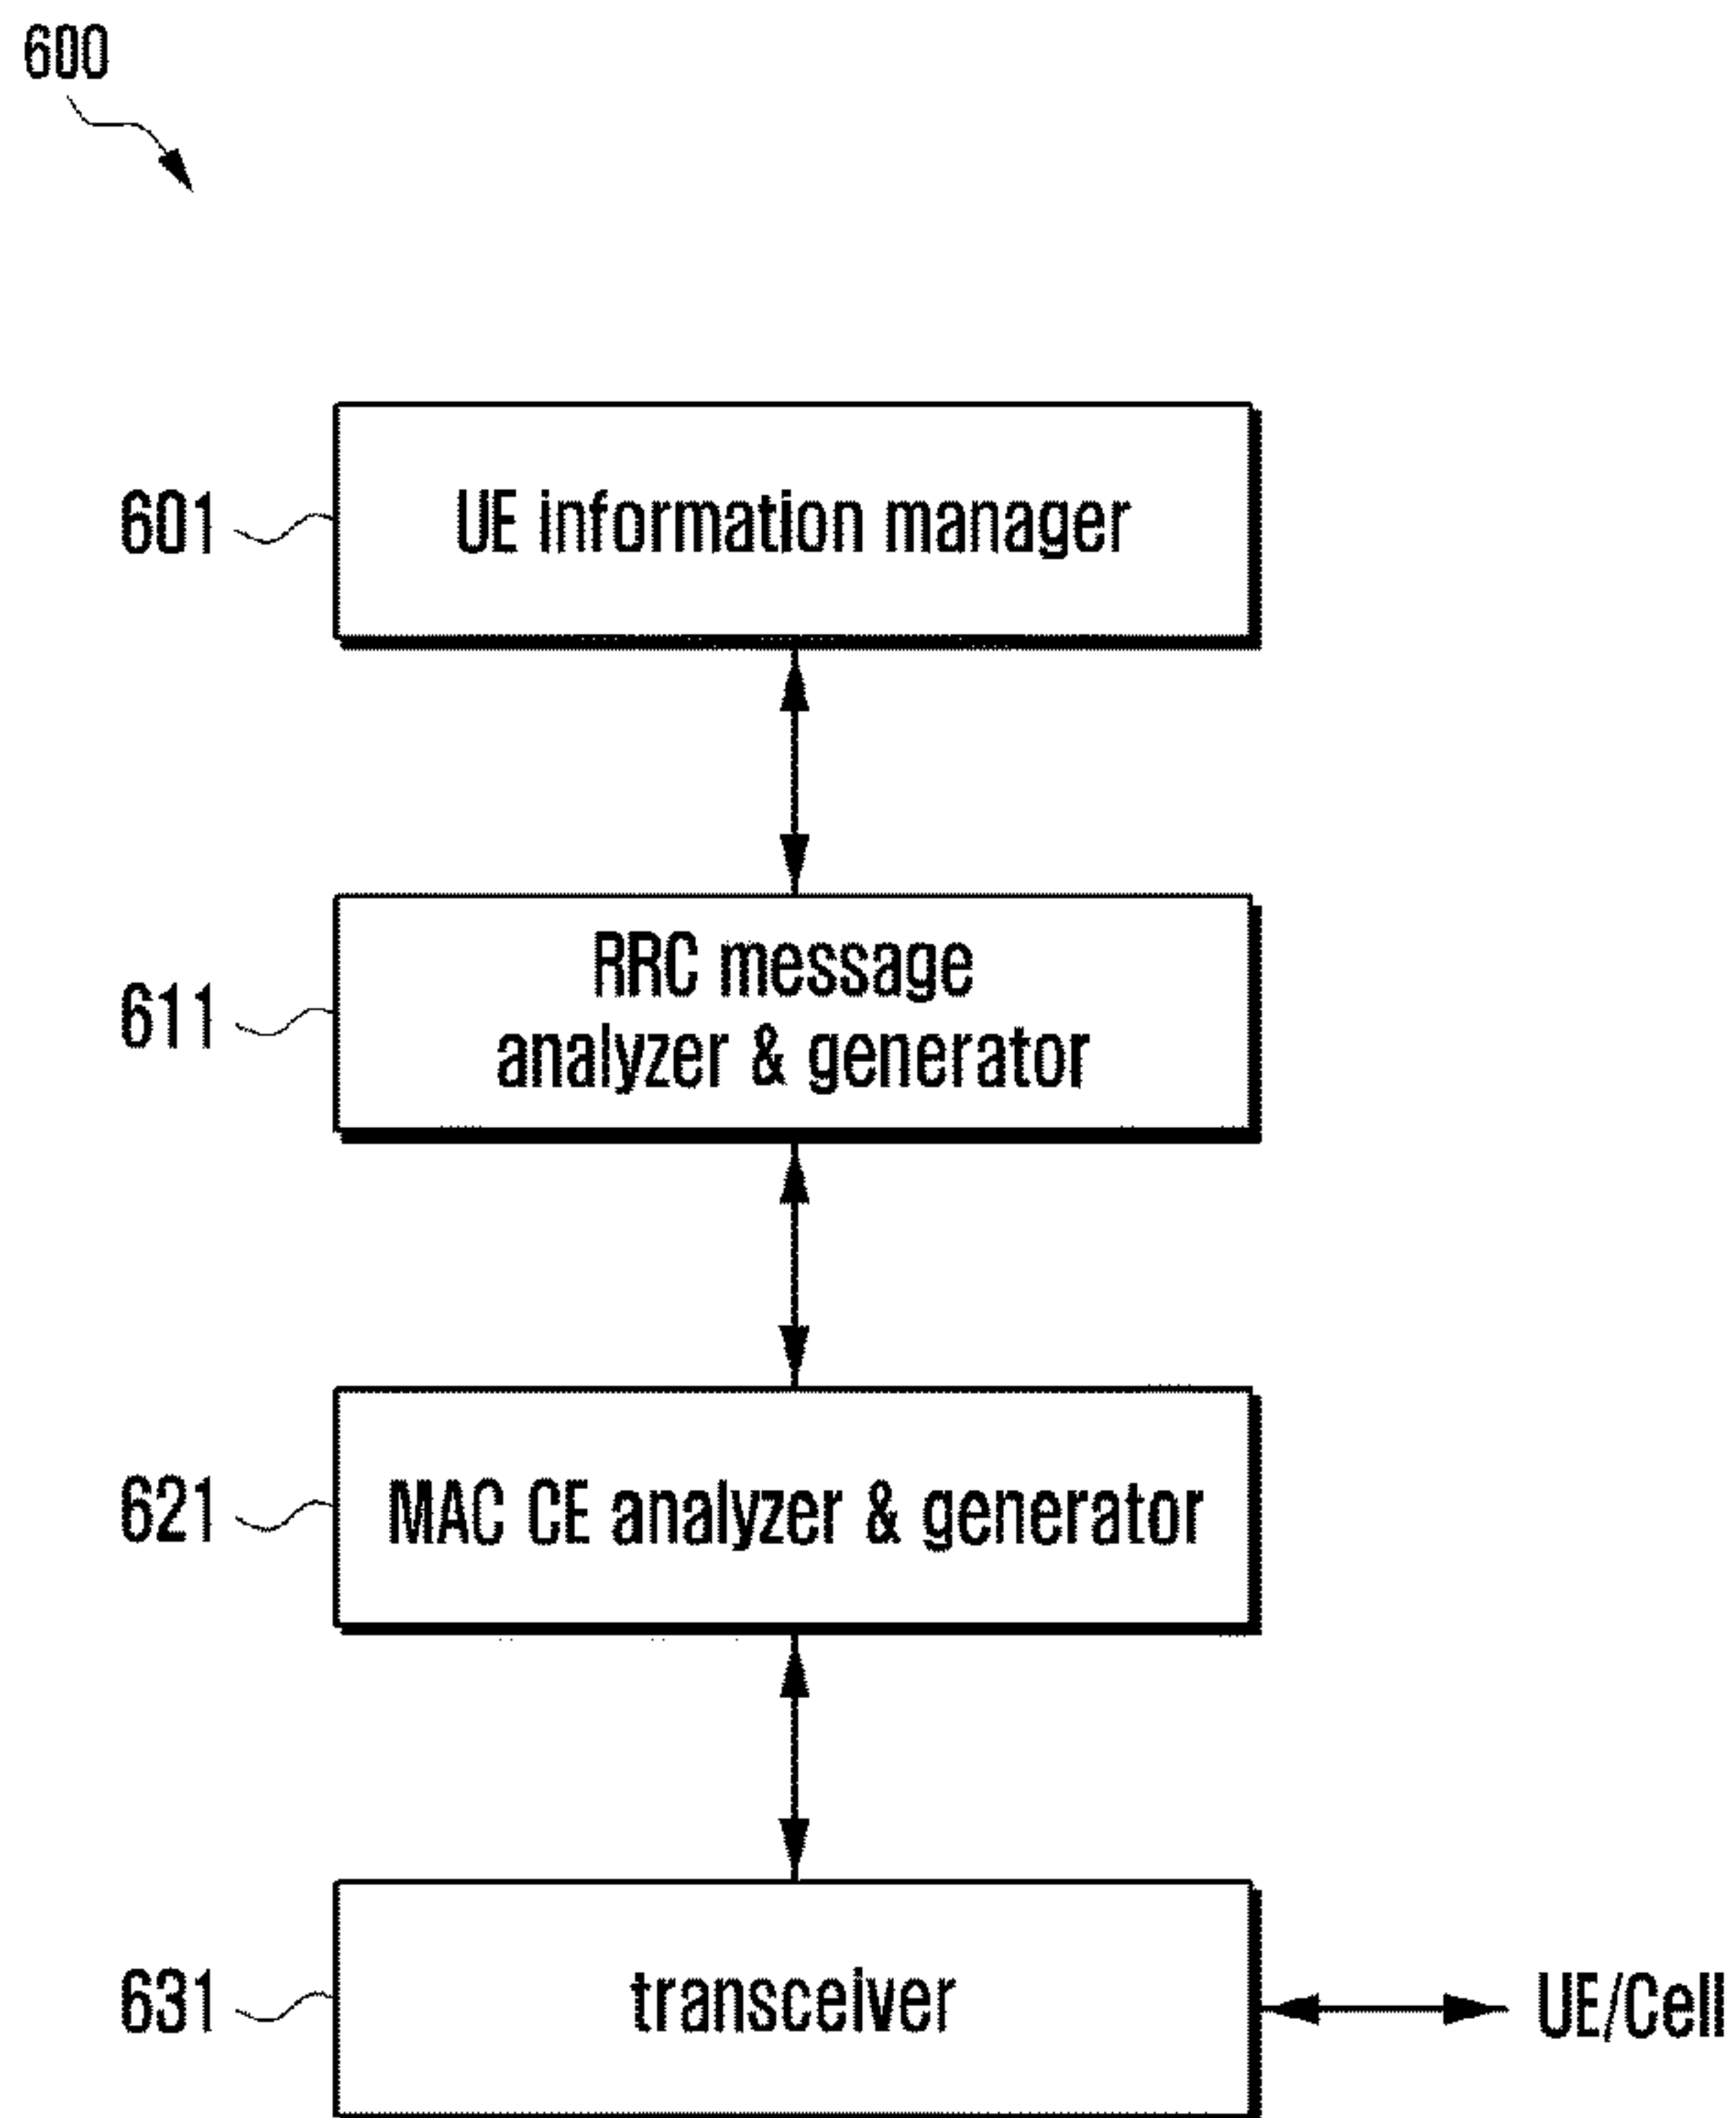 600
601
UE information manager
611
RRC message
analyzer & generator
621
MAC CE analyzer & generator
631
transceiver
UE/Cell